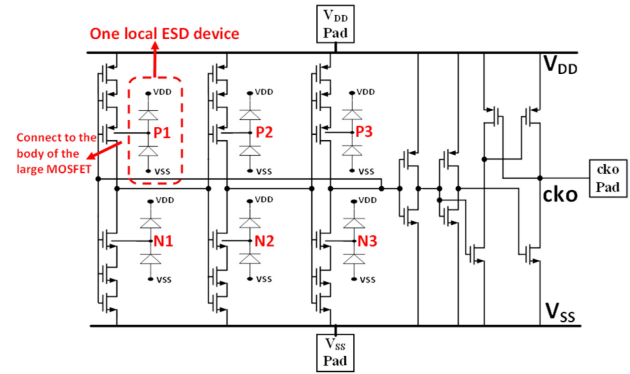 One local ESD device
V_DD
Pad
V_DD
VDD
VDD
VDD
P1
P2
P3
Connect to the
body of the
large MOSFET
VSS
VSS
VSS
cko
Pad
cko
VDD
VDD
VDD
N1
N2
N3
VSS
VSS
VSS
V_SS
V_SS
Pad